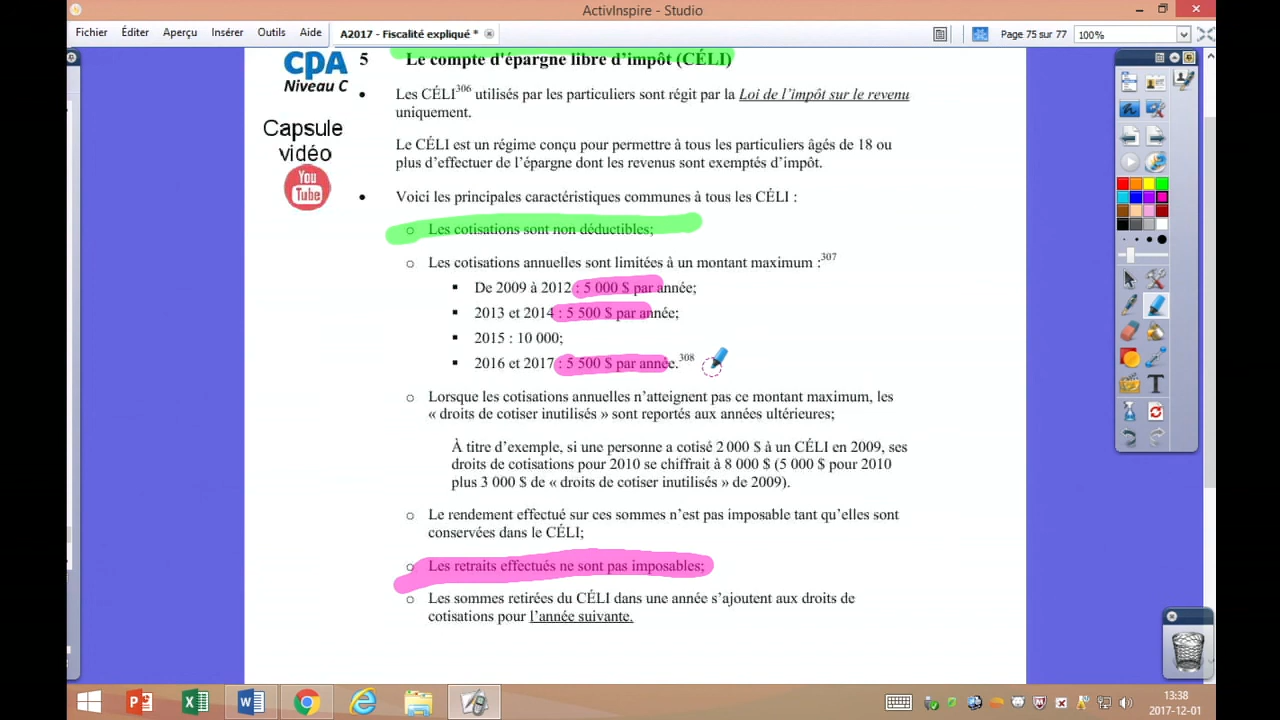 ActivInspire - Studio
Fichier Éditer Aperçu Insérer Outils Aide A2017 - Fiscalité expliqué * Page 75 sur 77 100%
CPA
Niveau C
Capsule
vidéo
You
Tube
5 Le compte d'épargne libre d'impôt (CÉLI)
• Les CÉLI306 utilisés par les particuliers sont régit par la Loi de l'impôt sur le revenu
uniquement.
Le CÉLI est un régime conçu pour permettre à tous les particuliers âgés de 18 ou
plus d'effectuer de l'épargne dont les revenus sont exemptés d'impôt.
• Voici les principales caractéristiques communes à tous les CÉLI :
o Les cotisations sont non déductibles;
o Les cotisations annuelles sont limitées à un montant maximum :307
▪ De 2009 à 2012 : 5 000 $ par année;
▪ 2013 et 2014 : 5 500 $ par année;
▪ 2015 : 10 000;
▪ 2016 et 2017 : 5 500 $ par année.308
o Lorsque les cotisations annuelles n'atteignent pas ce montant maximum, les
« droits de cotiser inutilisés » sont reportés aux années ultérieures;
À titre d'exemple, si une personne a cotisé 2 000 $ à un CÉLI en 2009, ses
droits de cotisations pour 2010 se chiffrait à 8 000 $ (5 000 $ pour 2010
plus 3 000 $ de « droits de cotiser inutilisés » de 2009).
o Le rendement effectué sur ces sommes n'est pas imposable tant qu'elles sont
conservées dans le CÉLI;
o Les retraits effectués ne sont pas imposables;
o Les sommes retirées du CÉLI dans une année s'ajoutent aux droits de
cotisations pour l'année suivante.
13:38
2017-12-01